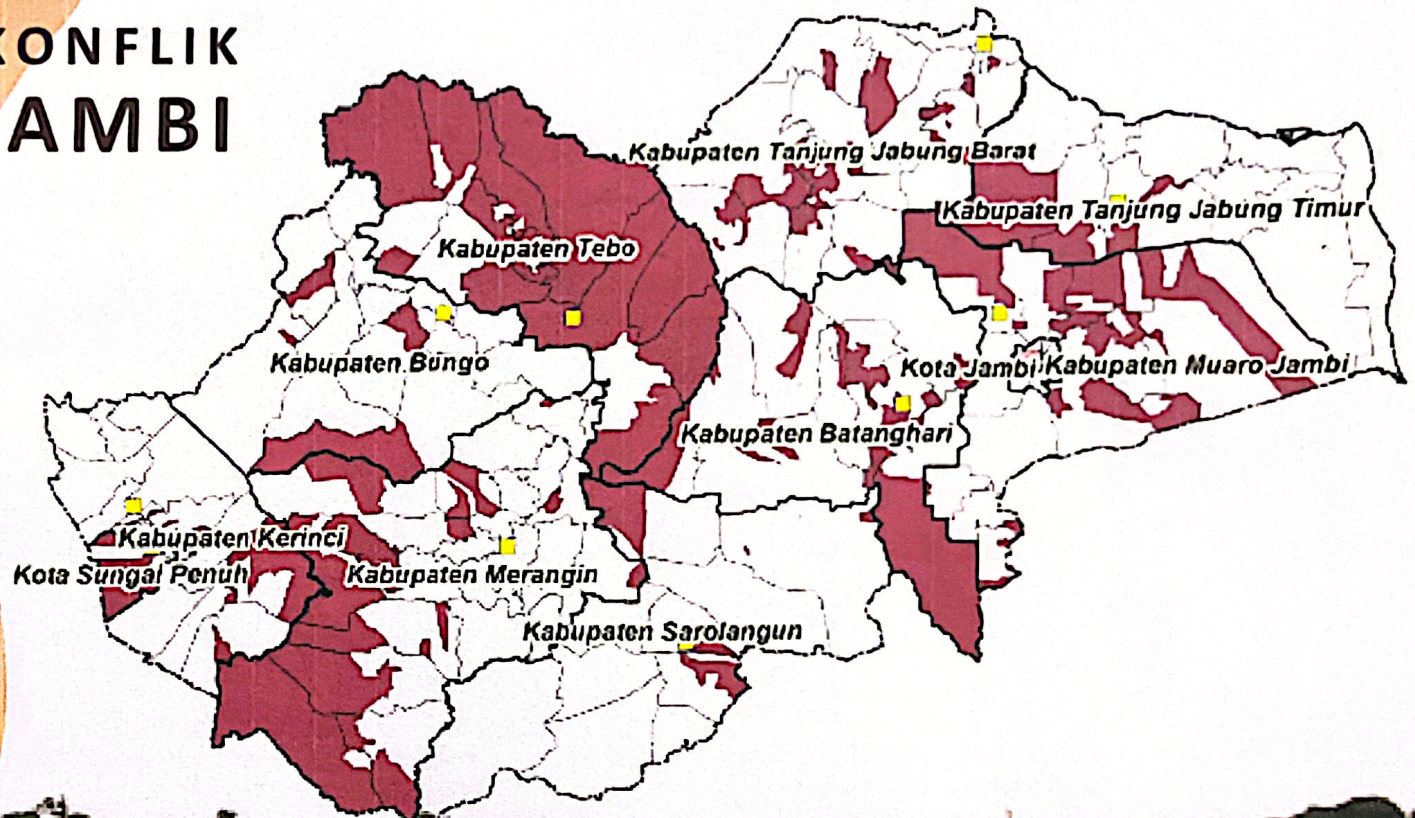 KONFLIK
AMBI
Kabupaten Tanjung Jabung Barat
Kabupaten Tanjung Jabung Timur
Kabupaten Tebo
Kabupaten Bungo
Kota Jambi
Kabupaten Muaro Jambi
Kabupaten Batanghari
Kabupaten Kerinci
Kota Sungai Penuh
Kabupaten Merangin
Kabupaten Sarolangun